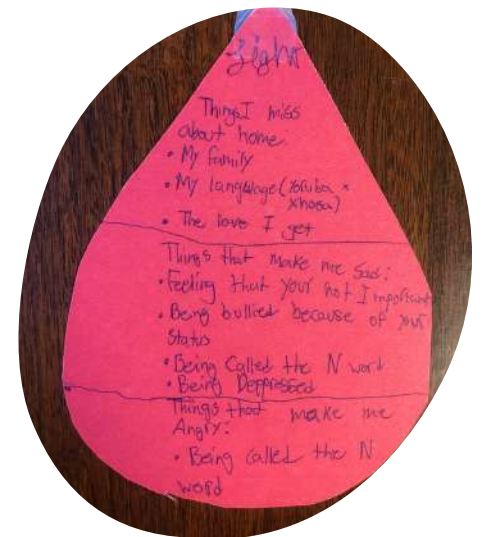 Light
Things I miss
about home:
• My family
• My language (Yoruba +
Xhosa)
• The love I get
Things that make me Sad:
• Feeling that your not Important
• Being bullied because of your
status
• Being Called the N word
• Being Deppressed
Things that make me
Angry:
• Being called the N
word